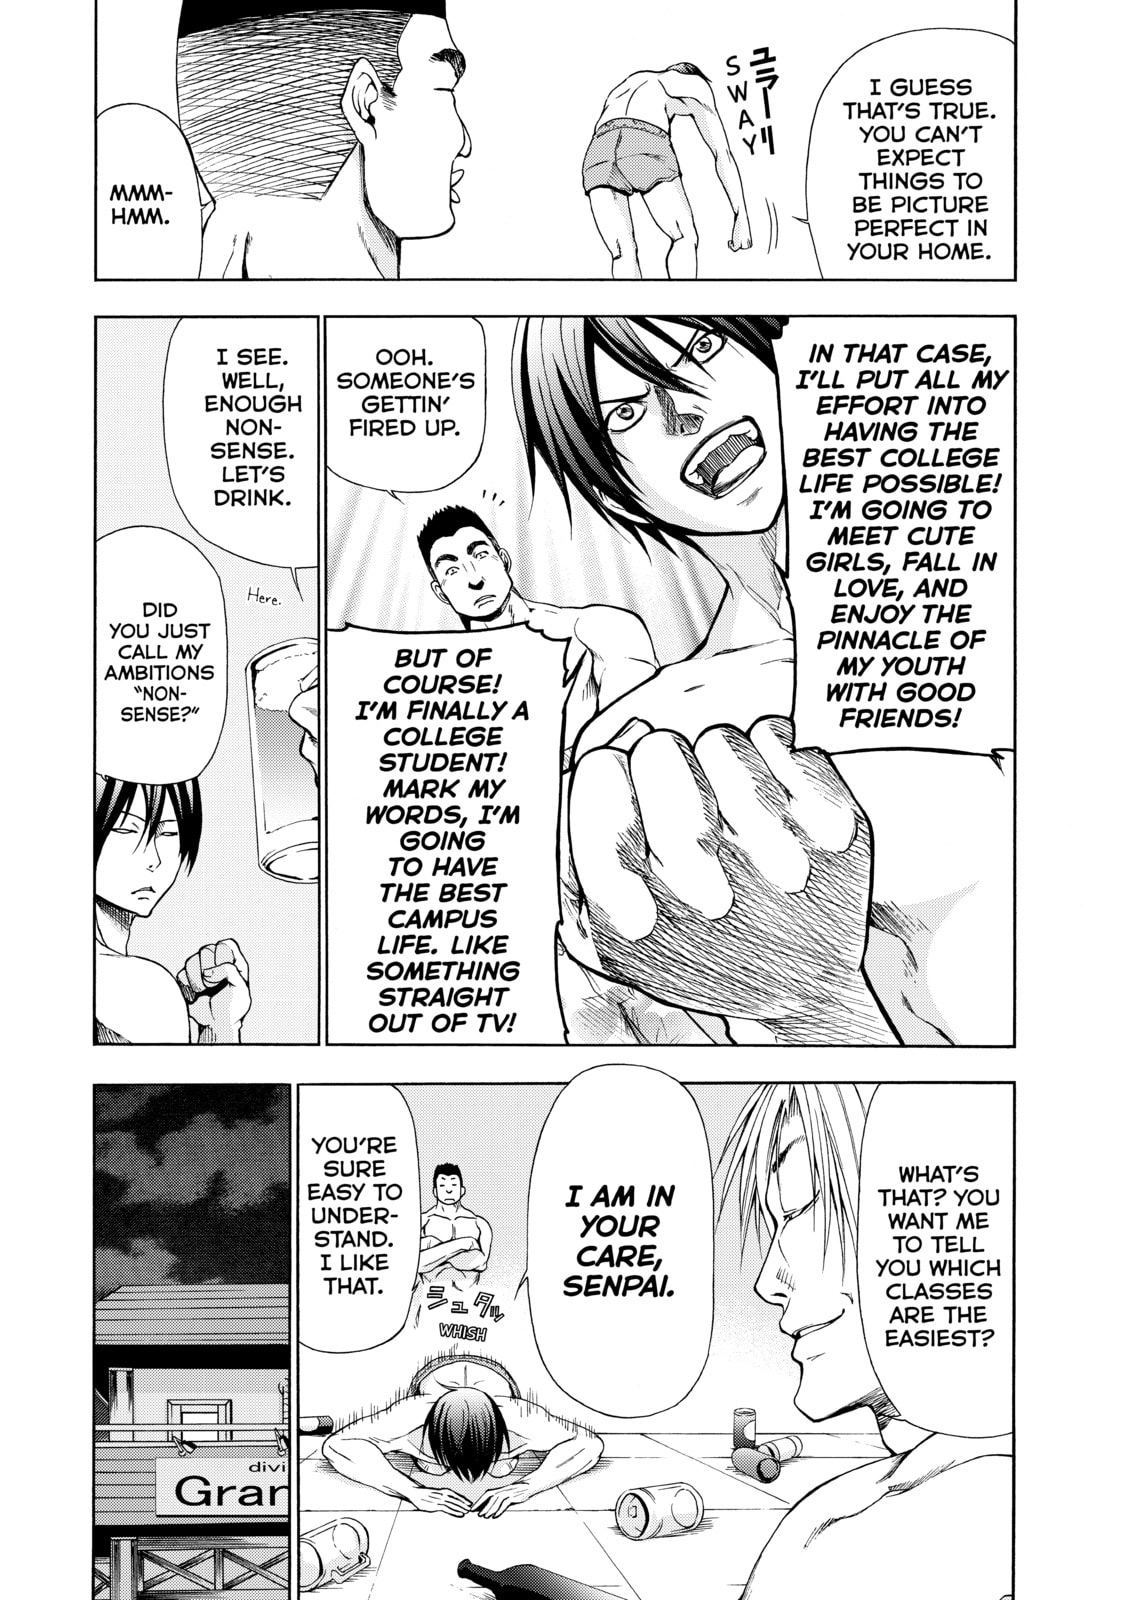 I GUESS
THAT'S TRUE.
YOU CAN'T
EXPECT
THINGS TO
BE PICTURE
PERFECT IN
YOUR HOME.
ユラーリ
SWAY
MMM-
HMM.
IN THAT CASE,
I'LL PUT ALL MY
EFFORT INTO
HAVING THE
BEST COLLEGE
LIFE POSSIBLE!
I'M GOING TO
MEET CUTE
GIRLS, FALL IN
LOVE, AND
ENJOY THE
PINNACLE OF
MY YOUTH
WITH GOOD
FRIENDS!
OOH.
SOMEONE'S
GETTIN'
FIRED UP.
BUT OF
COURSE!
I'M FINALLY A
COLLEGE
STUDENT!
MARK MY
WORDS, I'M
GOING
TO HAVE
THE BEST
CAMPUS
LIFE. LIKE
SOMETHING
STRAIGHT
OUT OF TV!
I SEE.
WELL,
ENOUGH
NON-
SENSE.
LET'S
DRINK.
Here.
DID
YOU JUST
CALL MY
AMBITIONS
"NON-
SENSE?"
WHAT'S
THAT? YOU
WANT ME
TO TELL
YOU WHICH
CLASSES
ARE THE
EASIEST?
I AM IN
YOUR
CARE,
SENPAI.
シュタッ
WHISH
YOU'RE
SURE
EASY TO
UNDER-
STAND.
I LIKE
THAT.
divi
Gran